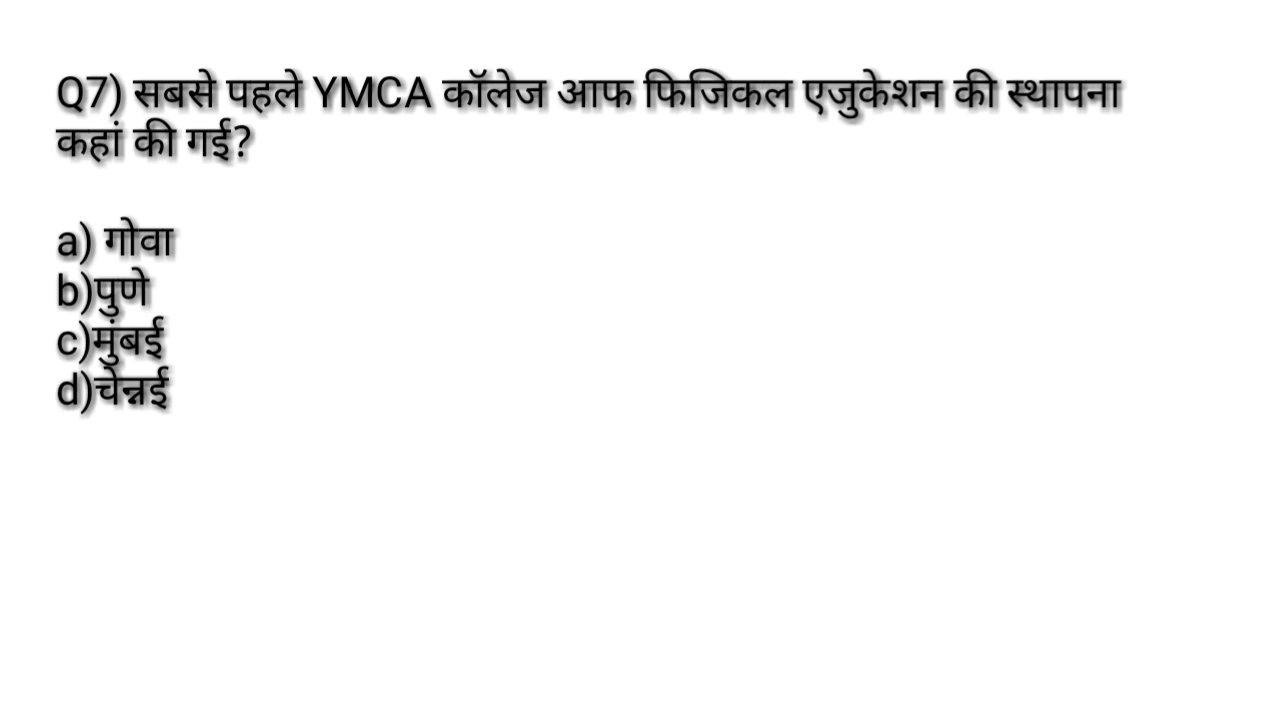 Q7) सबसे पहले YMCA कॉलेज आफ फिजिकल एजुकेशन की स्थापना
कहां की गई?
a) गोवा
b)पुणे
c)मुंबई
d)चेन्नई